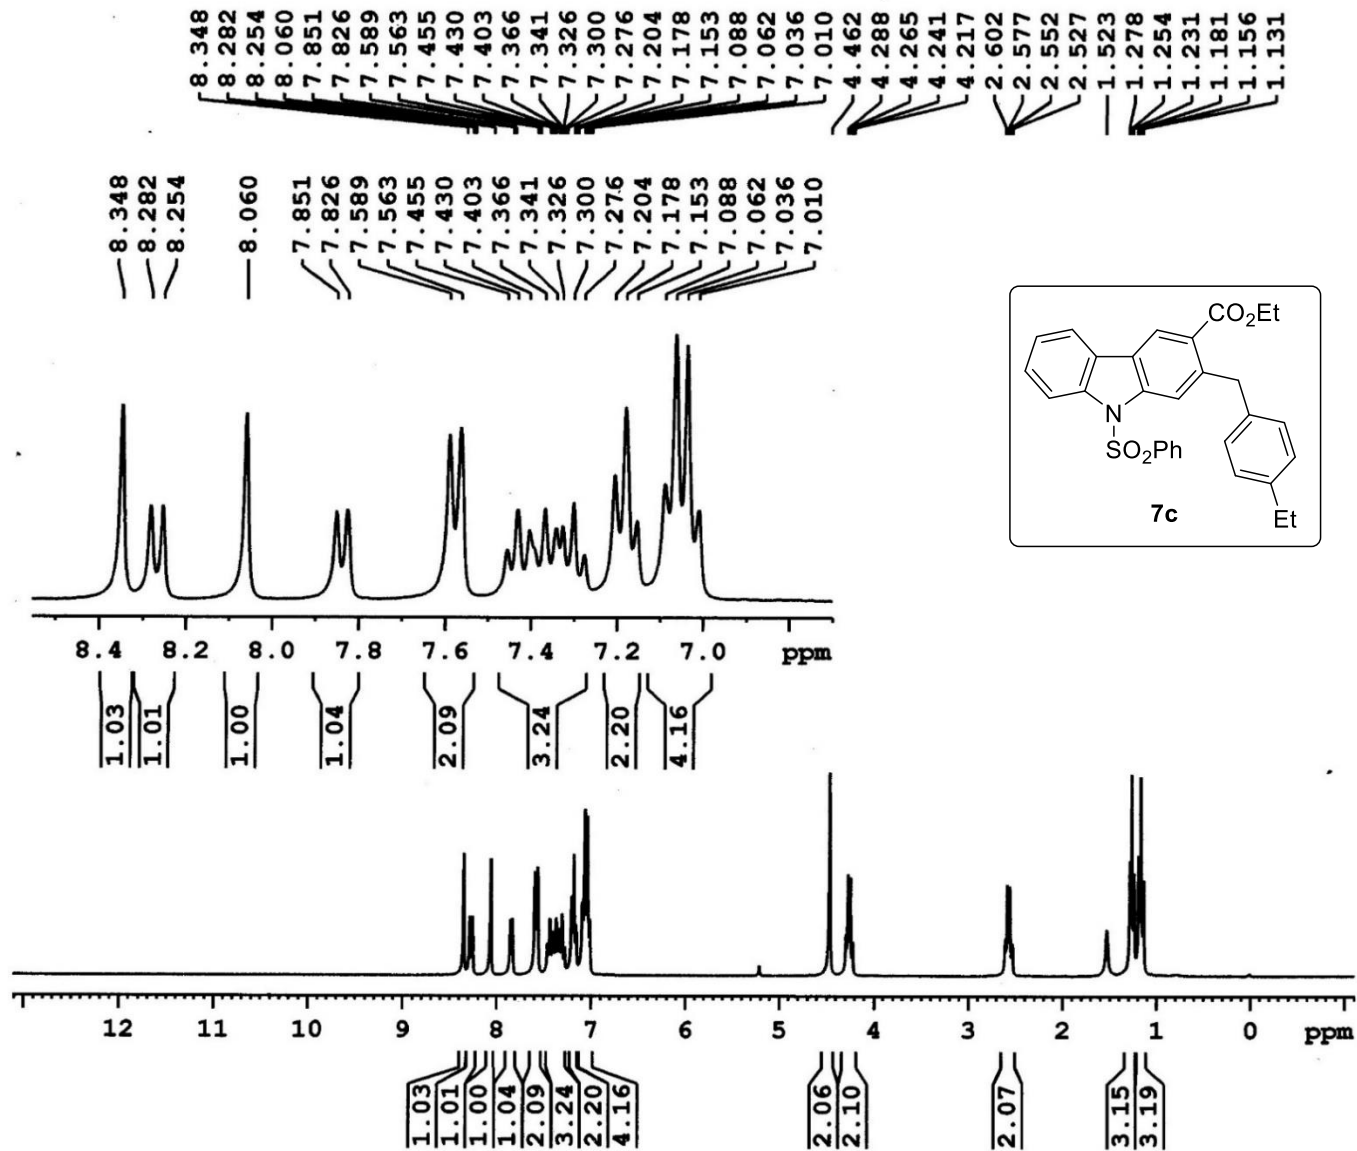 8.348 8.282 8.254 8.060 7.851 7.826 7.589 7.563 7.455 7.430 7.403 7.366 7.341 7.326 7.300 7.276 7.204 7.178 7.153 7.088 7.062 7.036 7.010 4.462 4.288 4.265 4.241 4.217 2.602 2.577 2.552 2.527 1.523 1.278 1.254 1.231 1.181 1.156 1.131
8.348 8.282 8.254 8.060 7.851 7.826 7.589 7.563 7.455 7.430 7.403 7.366 7.341 7.326 7.300 7.276 7.204 7.178 7.153 7.088 7.062 7.036 7.010
CO2Et
N
SO2Ph
Et
7c
8.4 8.2 8.0 7.8 7.6 7.4 7.2 7.0 ppm
1.03 1.01 1.00 1.04 2.09 3.24 2.20 4.16
12 11 10 9 8 7 6 5 4 3 2 1 0 ppm
1.03 1.01 1.00 1.04 2.09 3.24 2.20 4.16 2.06 2.10 2.07 3.15 3.19